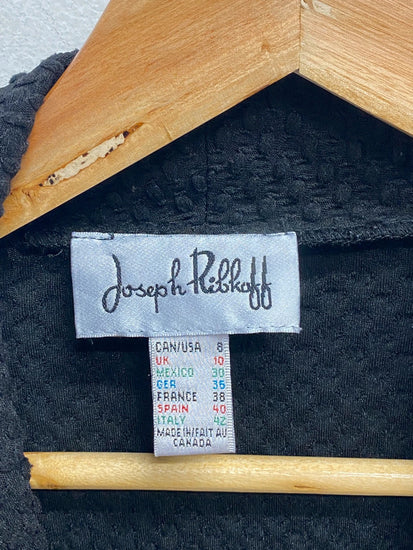 Joseph Ribkoff
CAN/USA 8
UK 10
MEXICO 30
GER 36
FRANCE 38
SPAIN 40
ITALY 42
MADE IN/FAIT AU
CANADA